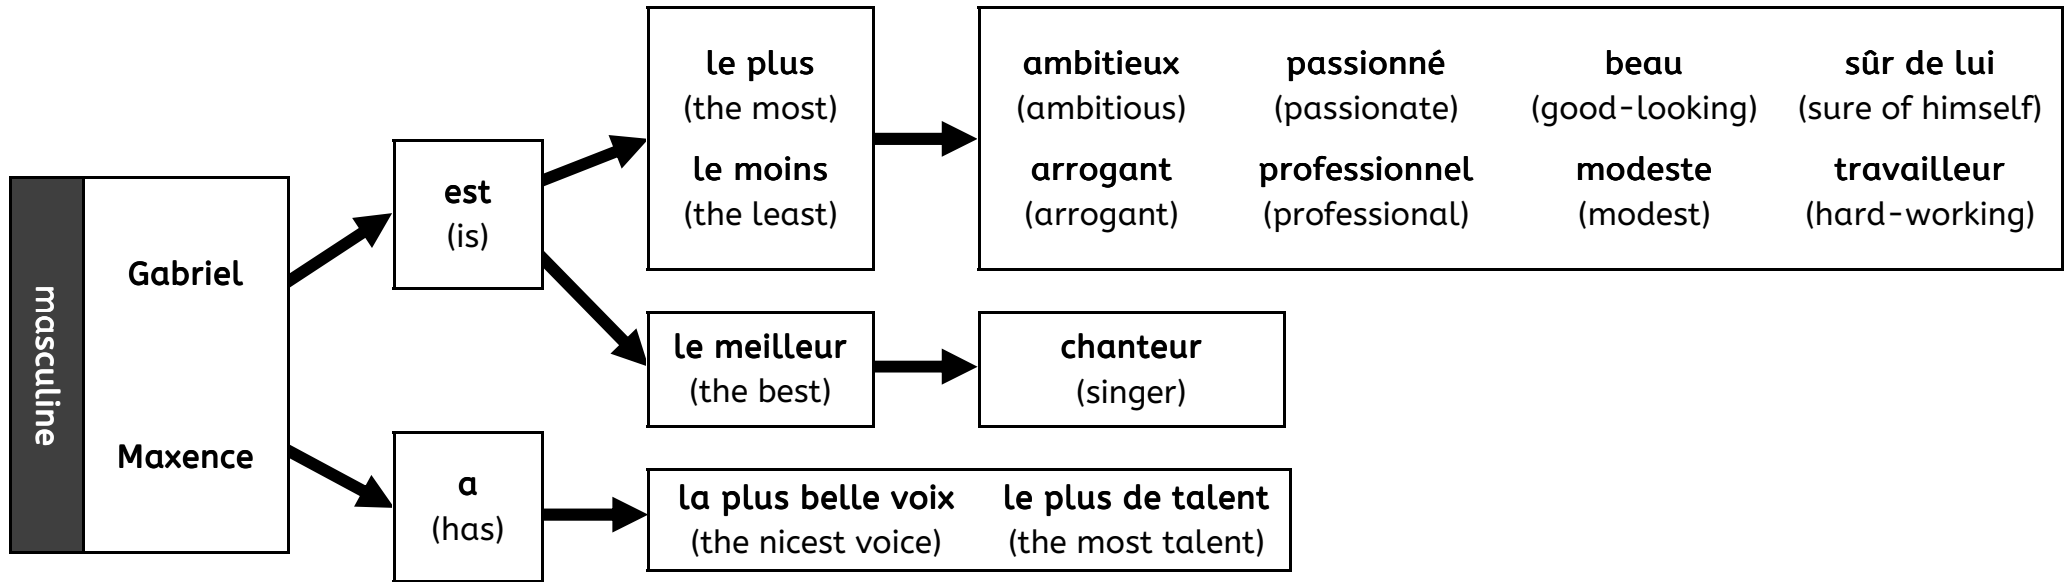 masculine
Gabriel
Maxence
est
(is)
a
(has)
le plus
(the most)
le moins
(the least)
ambitieux passionné beau sûr de lui
(ambitious) (passionate) (good-looking) (sure of himself)
arrogant professionnel modeste travailleur
(arrogant) (professional) (modest) (hard-working)
le meilleur
(the best)
chanteur
(singer)
la plus belle voix le plus de talent
(the nicest voice) (the most talent)